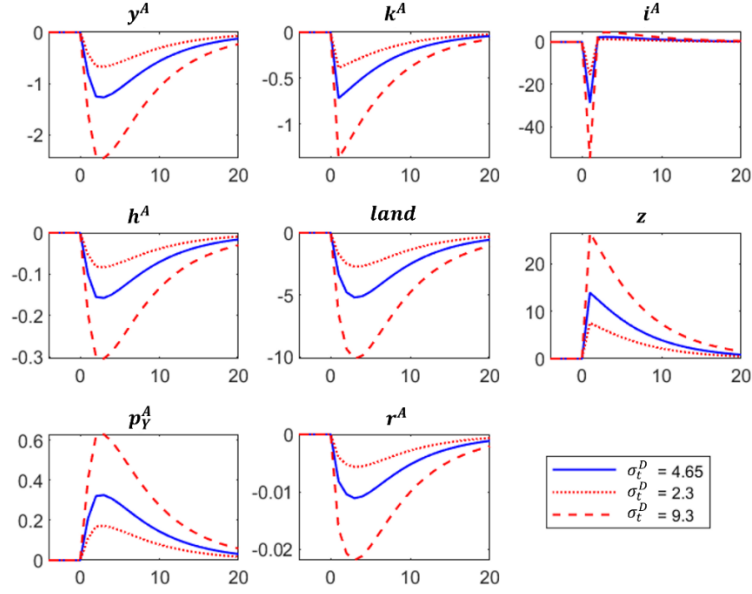 y^A k^A i^A
0 0 0
-1 -0.5 -20
-2 -1 -40
0 10 20 0 10 20 0 10 20
h^A land z
0 0 20
-0.1 -5 10
-0.2
-0.3 -10 0
0 10 20 0 10 20 0 10 20
p_Y^A r^A
0.6 0
0.4 -0.01
0.2
0 -0.02
0 10 20 0 10 20
σ_t^D = 4.65
σ_t^D = 2.3
σ_t^D = 9.3